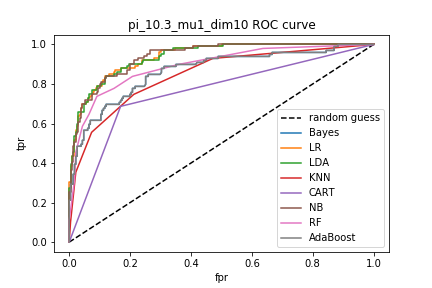 pi_10.3_mu1_dim10 ROC curve
1.0
0.8
0.6
0.4
0.2
0.0
tpr
random guess
Bayes
LR
LDA
KNN
CART
NB
RF
AdaBoost
0.0 0.2 0.4 0.6 0.8 1.0
fpr